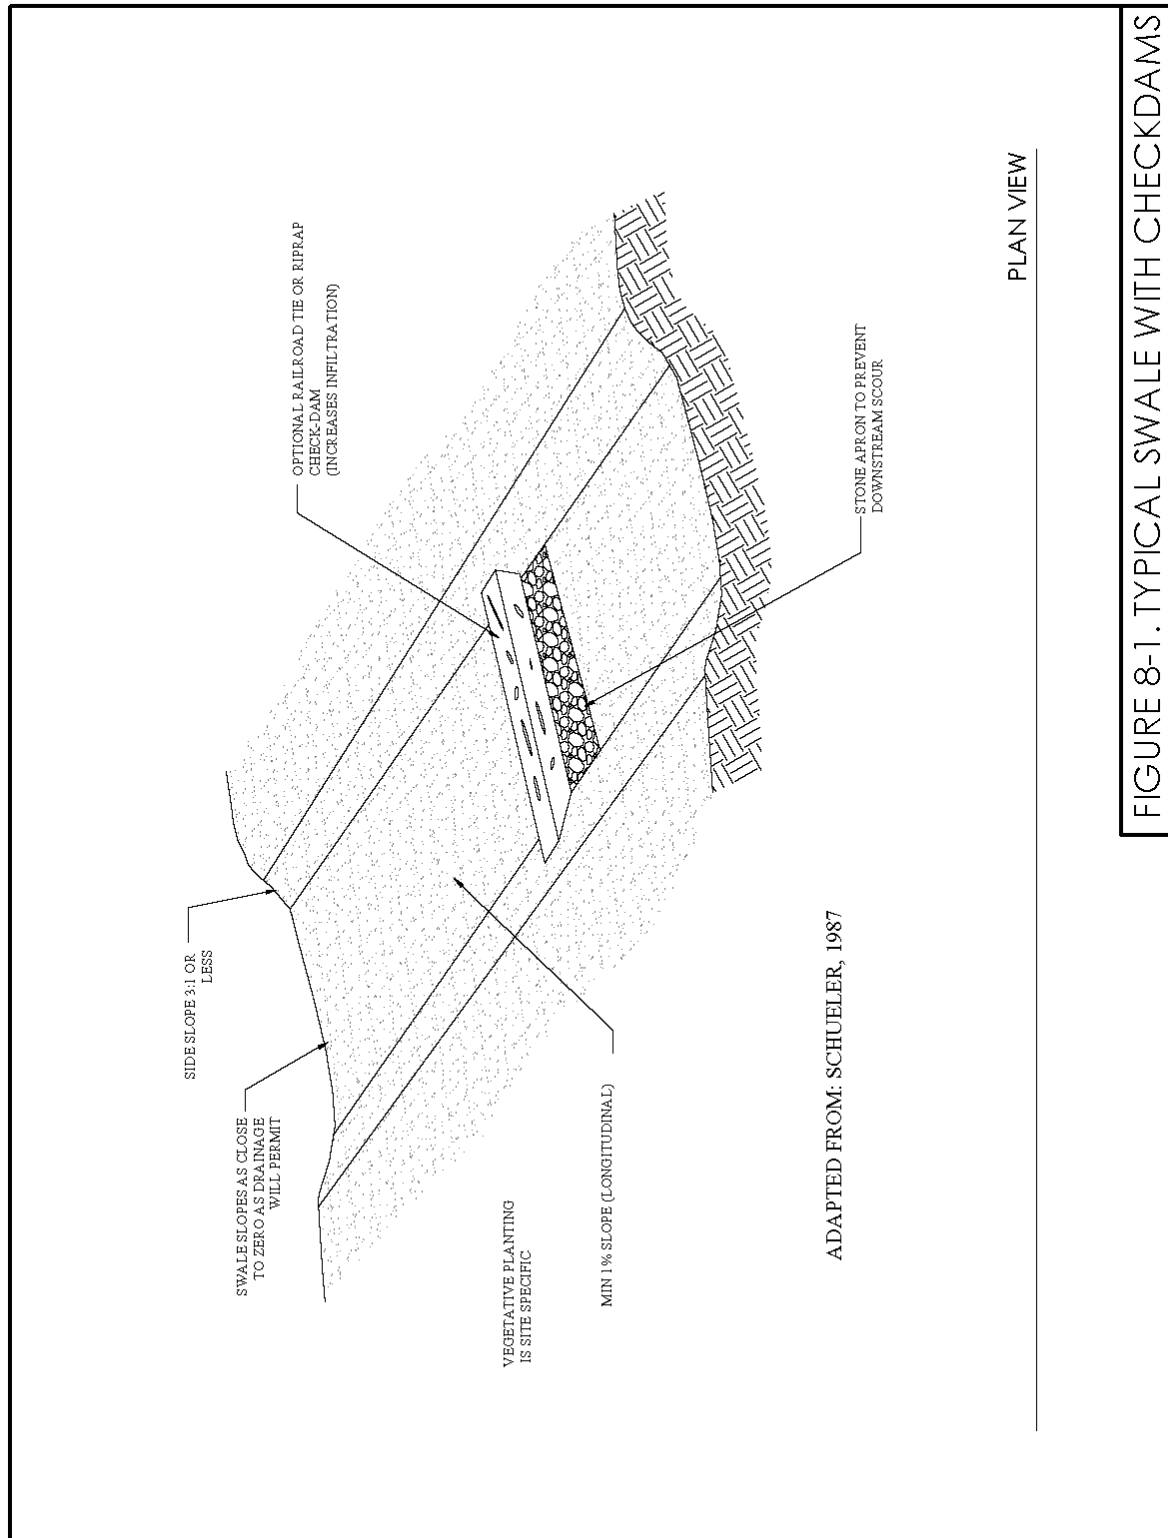 SIDE SLOPE 3:1 OR
LESS
SWALE SLOPES AS CLOSE
TO ZERO AS DRAINAGE
WILL PERMIT
OPTIONAL RAILROAD TIE OR RIPRAP
CHECK-DAM
(INCREASES INFILTRATION)
VEGETATIVE PLANTING
IS SITE SPECIFIC
MIN 1% SLOPE (LONGITUDINAL)
STONE APRON TO PREVENT
DOWNSTREAM SCOUR
ADAPTED FROM: SCHUELER, 1987
PLAN VIEW
FIGURE 8-1. TYPICAL SWALE WITH CHECKDAMS